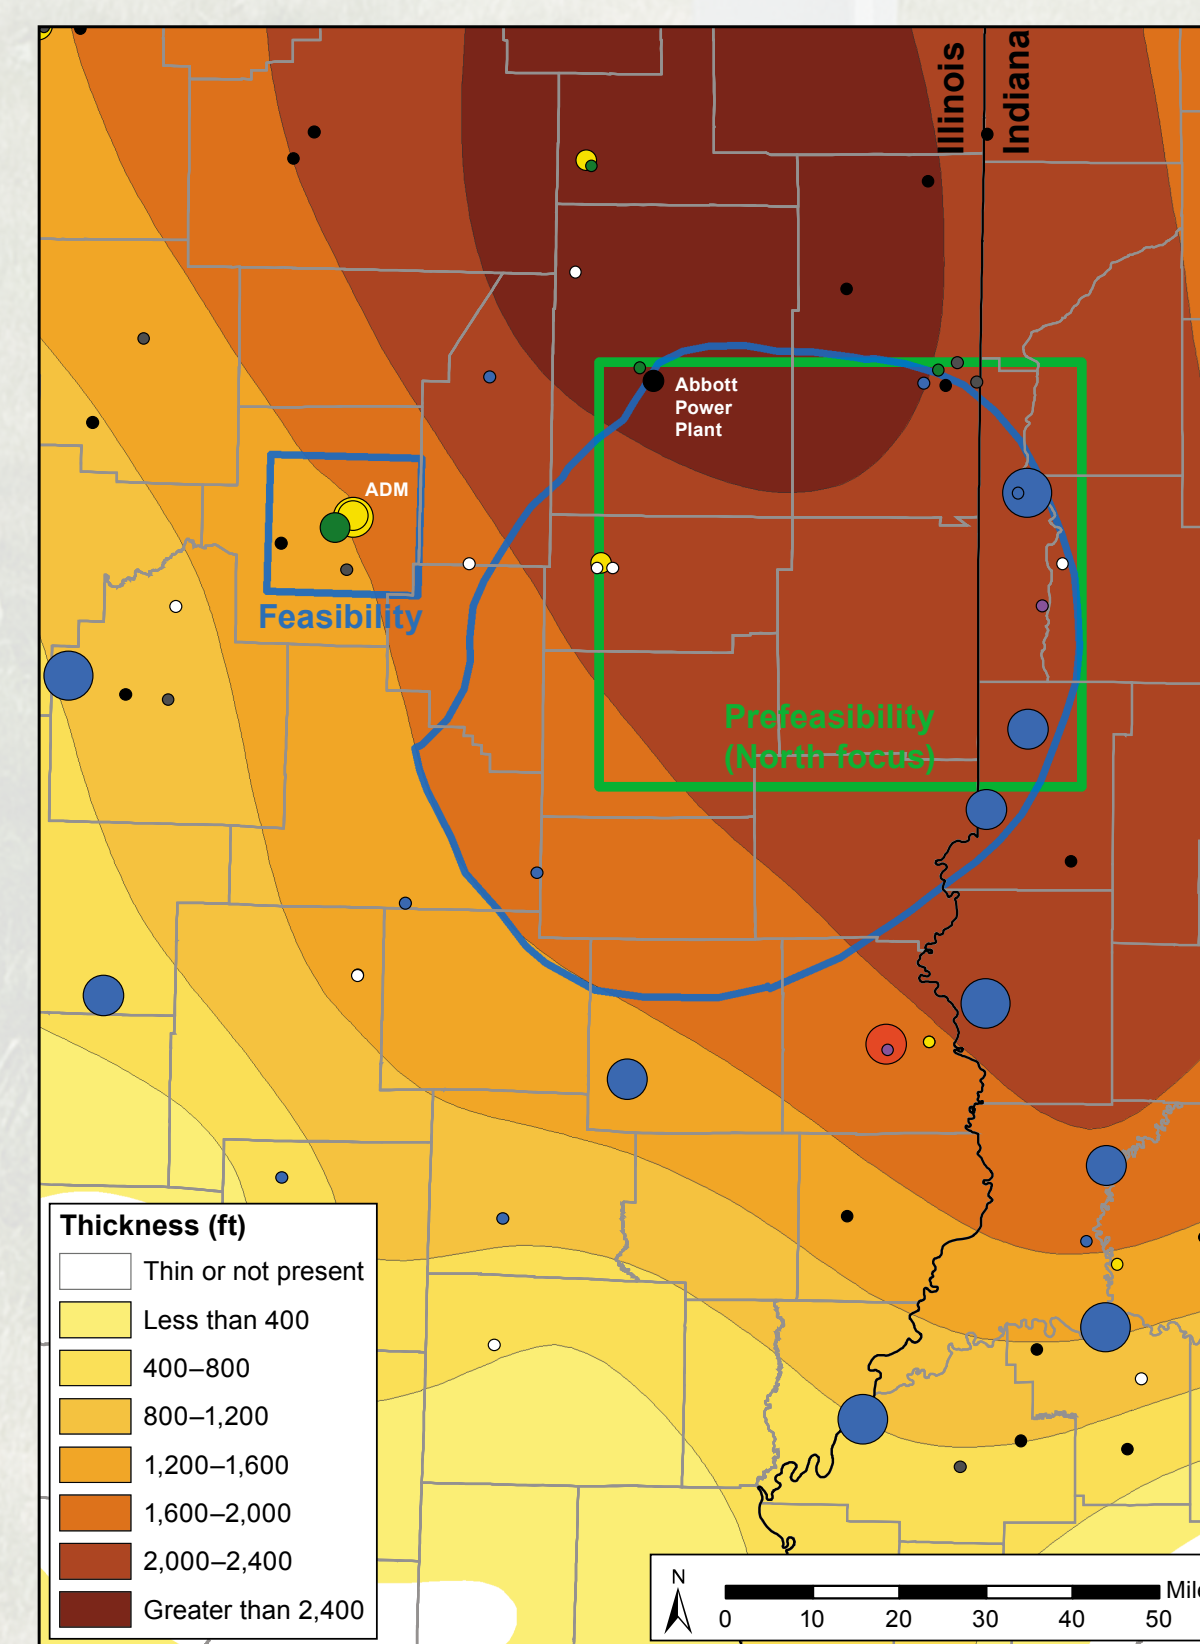 Illinois
Indiana
Abbott
Power
Plant
ADM
Feasibility
Prefeasibility
(North focus)
Thickness (ft)
Thin or not present
Less than 400
400–800
800–1,200
1,200–1,600
1,600–2,000
2,000–2,400
Greater than 2,400
N
0 10 20 30 40 50